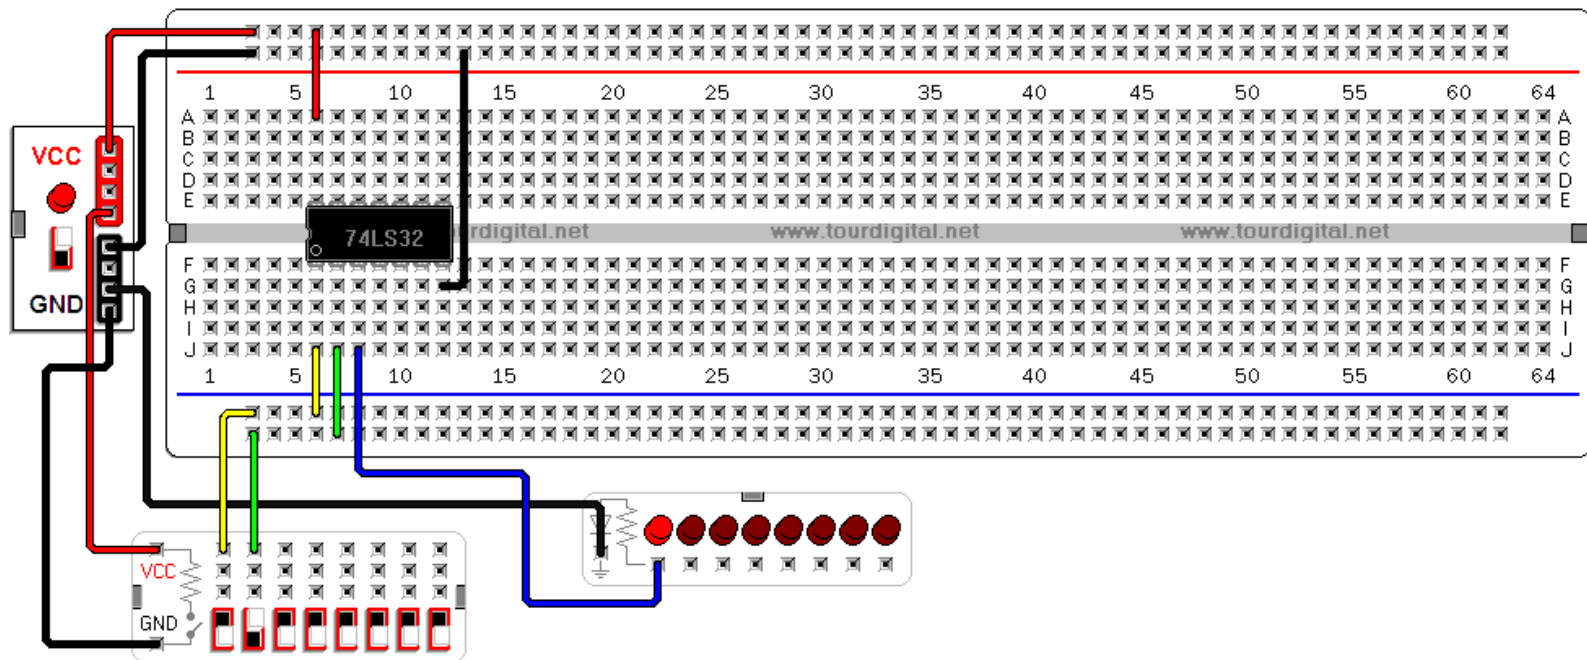 1 5 10 15 20 25 30 35 40 45 50 55 60 64
A A
B B
C C
D D
E E
VCC
74LS32
urdigital.net www.tourdigital.net www.tourdigital.net
GND
F F
G G
H H
I I
J J
1 5 10 15 20 25 30 35 40 45 50 55 60 64
VCC
GND